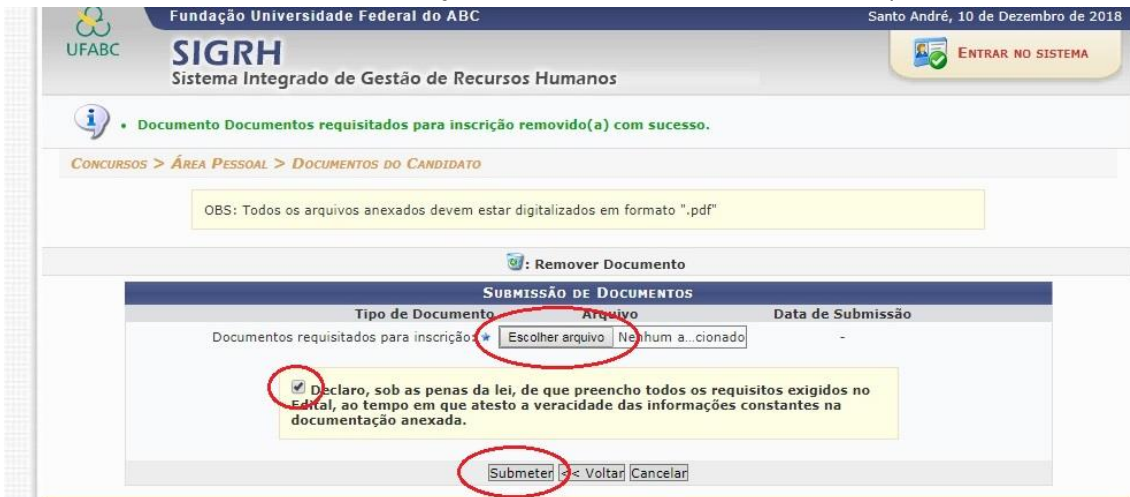 Fundação Universidade Federal do ABC
Santo André, 10 de Dezembro de 2018
UFABC
SIGRH
Sistema Integrado de Gestão de Recursos Humanos
ENTRAR NO SISTEMA
• Documento Documentos requisitados para inscrição removido(a) com sucesso.
CONCURSOS > ÁREA PESSOAL > DOCUMENTOS DO CANDIDATO
OBS: Todos os arquivos anexados devem estar digitalizados em formato ".pdf"
: Remover Documento
SUBMISSÃO DE DOCUMENTOS
Tipo de Documento Arquivo Data de Submissão
Documentos requisitados para inscrição: Escolher arquivo Nenhum a...cionado -
Declaro, sob as penas da lei, de que preencho todos os requisitos exigidos no
Edital, ao tempo em que atesto a veracidade das informações constantes na
documentação anexada.
Submeter << Voltar Cancelar